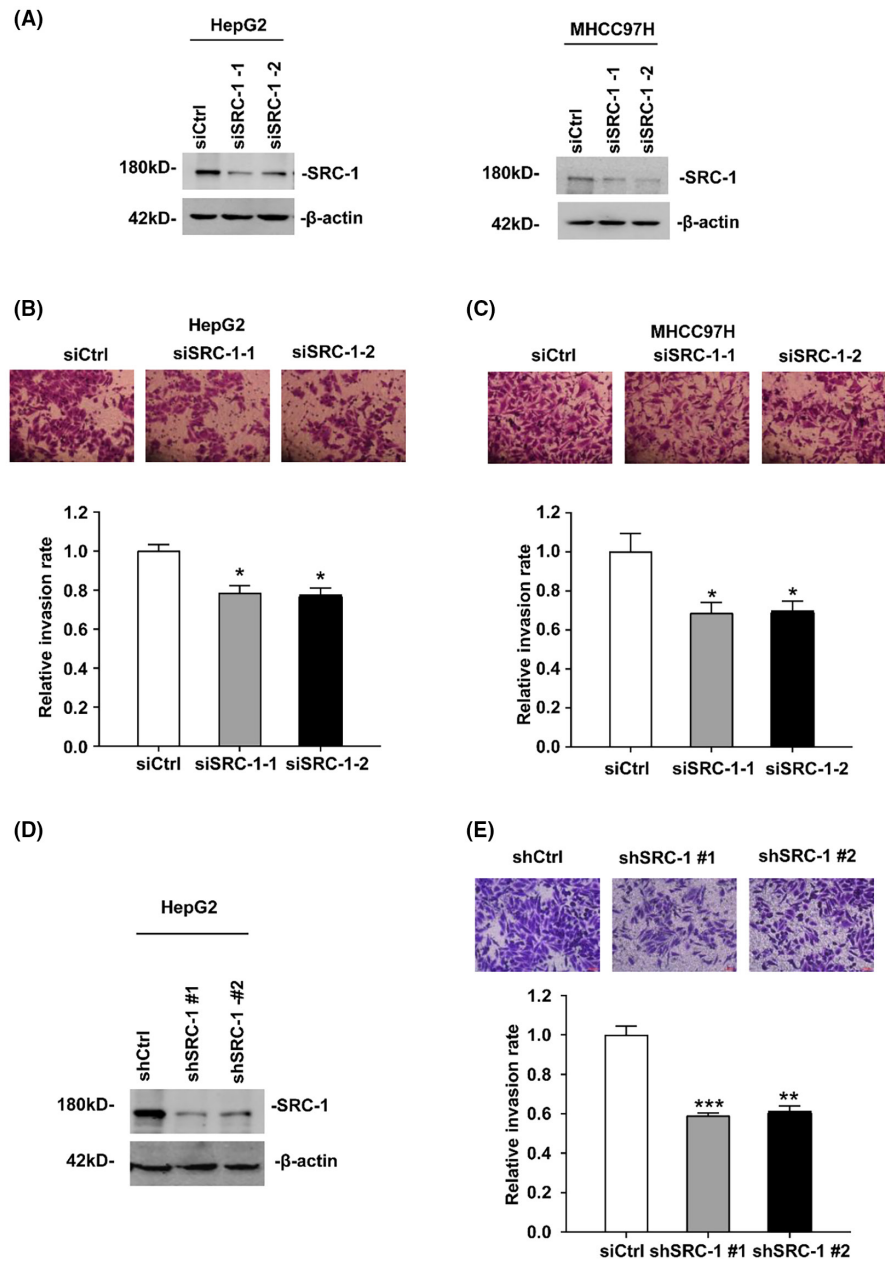 (A)
HepG2
siCtrl
siSRC-1 -1
siSRC-1 -2
180kD-
-SRC-1
42kD-
-β-actin
MHCC97H
siCtrl
siSRC-1 -1
siSRC-1 -2
180kD-
-SRC-1
42kD-
-β-actin
(B)
HepG2
siCtrl siSRC-1-1 siSRC-1-2
Relative invasion rate
1.2
1.0
0.8
0.6
0.4
0.2
0.0
* *
siCtrl siSRC-1-1 siSRC-1-2
(C)
MHCC97H
siCtrl siSRC-1-1 siSRC-1-2
Relative invasion rate
1.2
1.0
0.8
0.6
0.4
0.2
0.0
* *
siCtrl siSRC-1-1 siSRC-1-2
(D)
HepG2
shCtrl
shSRC-1 #1
shSRC-1 -#2
180kD-
-SRC-1
42kD-
-β-actin
(E)
shCtrl shSRC-1 #1 shSRC-1 #2
Relative invasion rate
1.2
1.0
0.8
0.6
0.4
0.2
0.0
*** **
siCtrl shSRC-1 #1 shSRC-1 #2